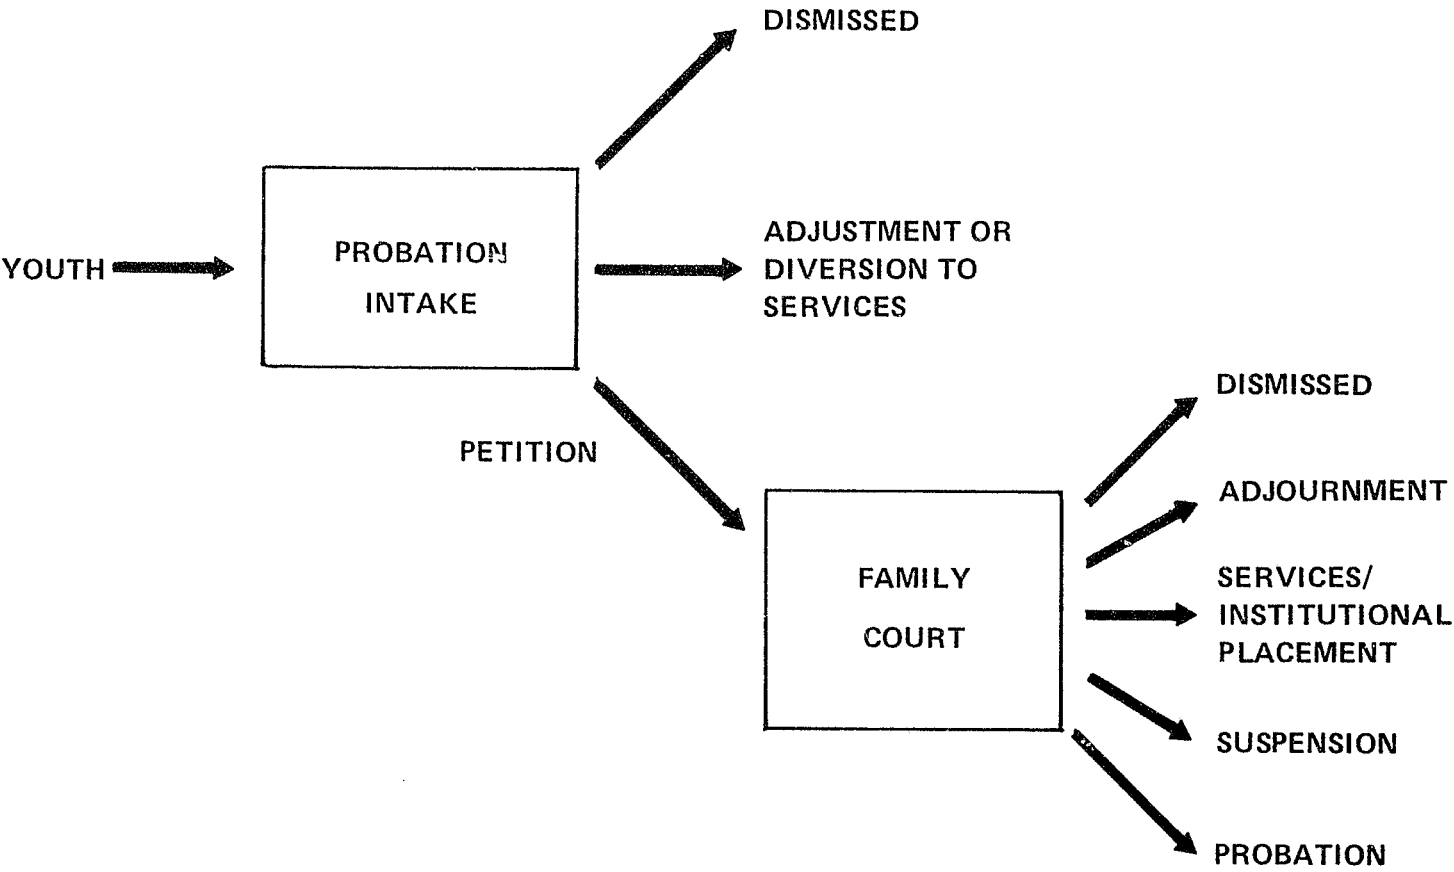 DISMISSED
YOUTH
PROBATION
INTAKE
ADJUSTMENT OR
DIVERSION TO
SERVICES
PETITION
FAMILY
COURT
DISMISSED
ADJOURNMENT
SERVICES/
INSTITUTIONAL
PLACEMENT
SUSPENSION
PROBATION